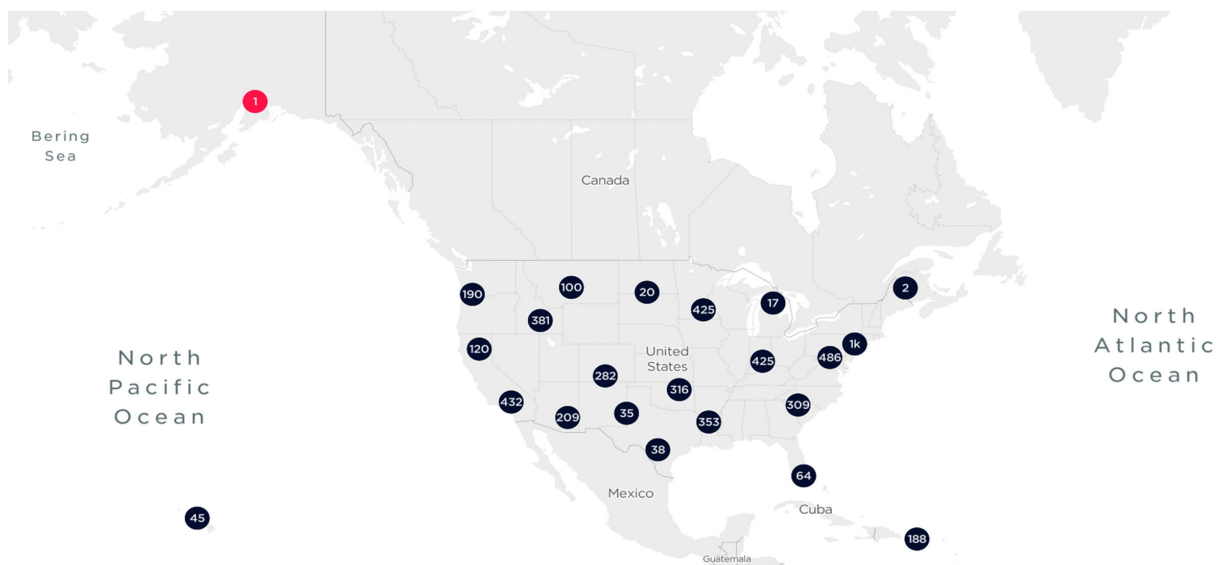 1
Bering
Sea
Canada
190
100
20
425
17
2
381
120
1k
486
425
United
States
282
316
432
209
35
353
309
38
64
Mexico
Cuba
45
188
Guatemala
North
Pacific
Ocean
North
Atlantic
Ocean